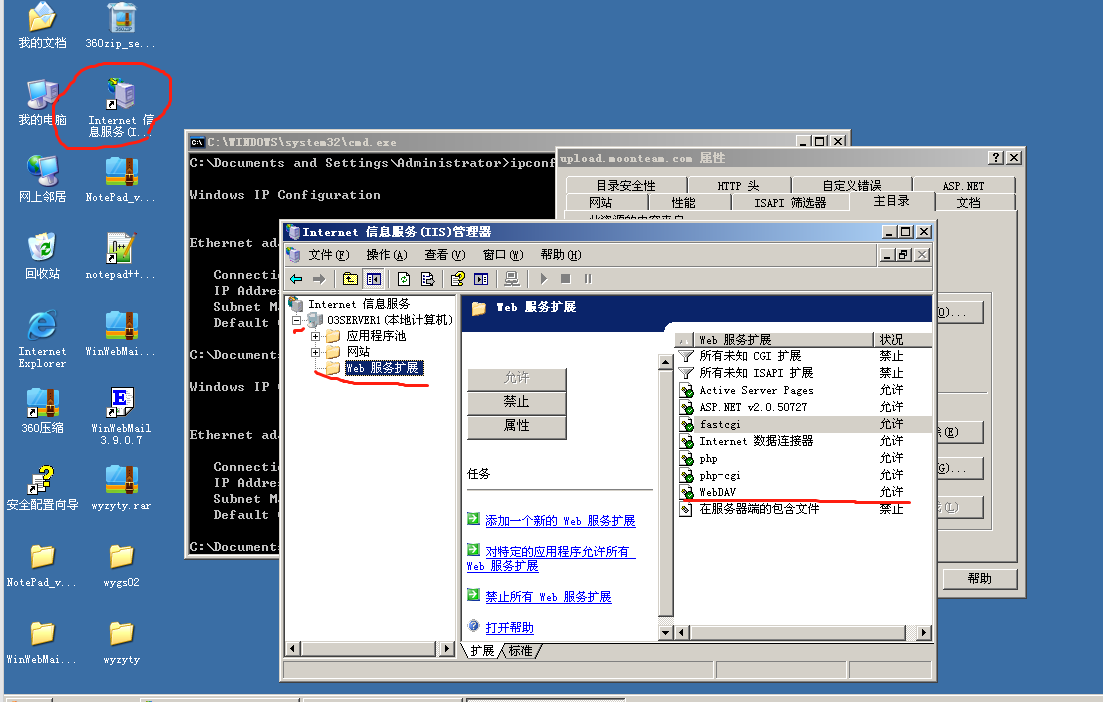 我的文档
360zip_se...
我的电脑
Internet 信
息服务(I...
网上邻居
NotePad_v...
回收站
notepad++...
Internet
Explorer
WinWebMai...
360压缩
WinWebMail
3.9.0.7
安全配置向导
wyzyty.rar
NotePad_v...
wygs02
WinWebMai...
wyzyty
C:\WINDOWS\system32\cmd.exe
C:\Documents and Settings\Administrator>ipconf
Windows IP Configuration
Ethernet ad
Connecti
IP Addre
Subnet M
Default
C:\Document
Windows IP
Ethernet ad
Connecti
IP Addre
Subnet M
Default
C:\Document
upload.moonteam.com 属性
目录安全性
HTTP 头
自定义错误
ASP.NET
网站
性能
ISAPI 筛选器
主目录
文档
此资源的内容来自
帮助
Internet 信息服务(IIS)管理器
文件(F)
操作(A)
查看(V)
窗口(W)
帮助(H)
Internet 信息服务
03SERVER1(本地计算机)
应用程序池
网站
Web 服务扩展
Web 服务扩展
允许
禁止
属性
任务
添加一个新的 Web 服务扩展
对特定的应用程序允许所有
Web 服务扩展
禁止所有 Web 服务扩展
打开帮助
Web 服务扩展 状况
所有未知 CGI 扩展 禁止
所有未知 ISAPI 扩展 禁止
Active Server Pages 允许
ASP.NET v2.0.50727 允许
fastcgi 允许
Internet 数据连接器 允许
php 允许
php-cgi 允许
WebDAV 允许
在服务器端的包含文件 禁止
扩展
标准